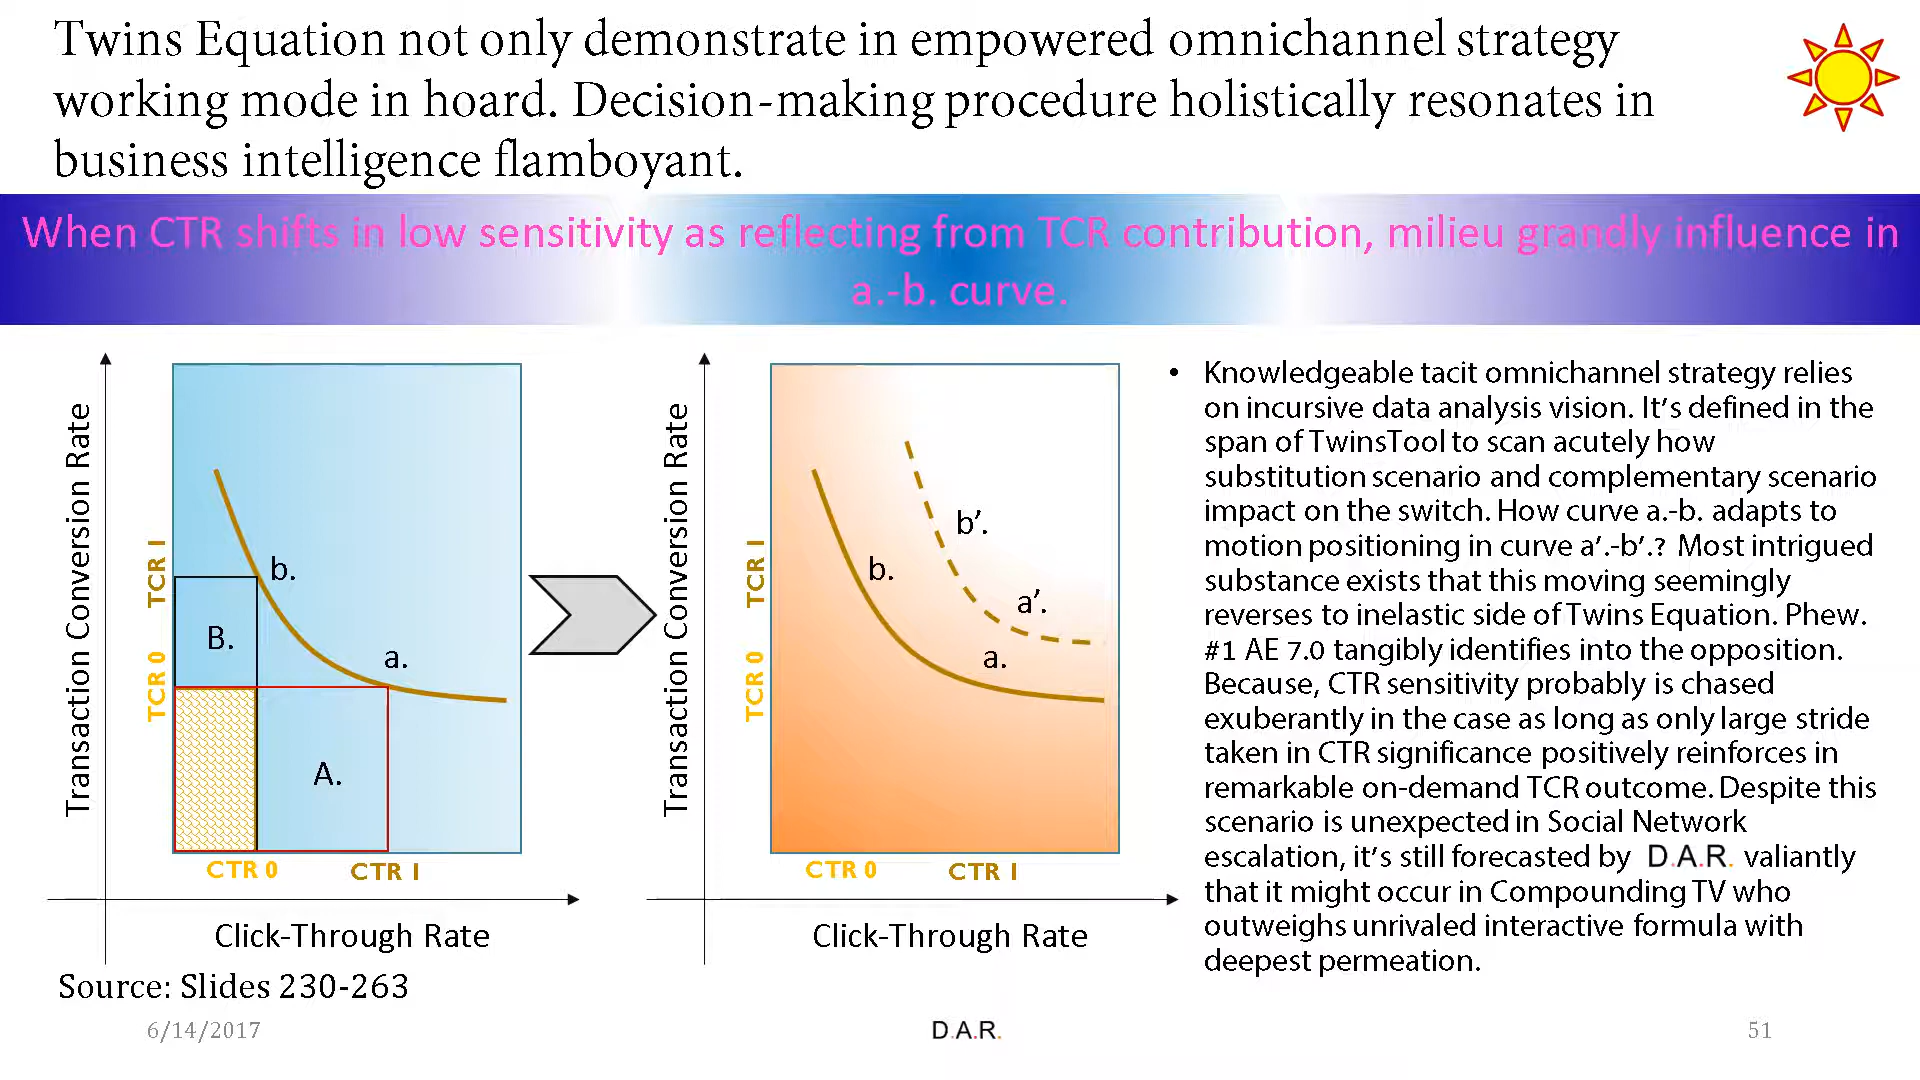 Twins Equation not only demonstrate in empowered omnichannel strategy
working mode in hoard. Decision-making procedure holistically resonates in
business intelligence flamboyant.
When CTR shifts in low sensitivity as reflecting from TCR contribution, milieu grandly influence in
a.-b. curve.
Transaction Conversion Rate
TCR 1
TCR 0
b.
B.
a.
A.
CTR 0
CTR 1
Click-Through Rate
Transaction Conversion Rate
TCR 1
TCR 0
b'.
b.
a'.
a.
CTR 0
CTR 1
Click-Through Rate
• Knowledgeable tacit omnichannel strategy relies
on incursive data analysis vision. It's defined in the
span of TwinsTool to scan acutely how
substitution scenario and complementary scenario
impact on the switch. How curve a.-b. adapts to
motion positioning in curve a'.-b'.? Most intrigued
substance exists that this moving seemingly
reverses to inelastic side of Twins Equation. Phew.
#1 AE 7.0 tangibly identifies into the opposition.
Because, CTR sensitivity probably is chased
exuberantly in the case as long as only large stride
taken in CTR significance positively reinforces in
remarkable on-demand TCR outcome. Despite this
scenario is unexpected in Social Network
escalation, it's still forecasted by D.A.R. valiantly
that it might occur in Compounding TV who
outweighs unrivaled interactive formula with
deepest permeation.
Source: Slides 230-263
6/14/2017
D.A.R.
51